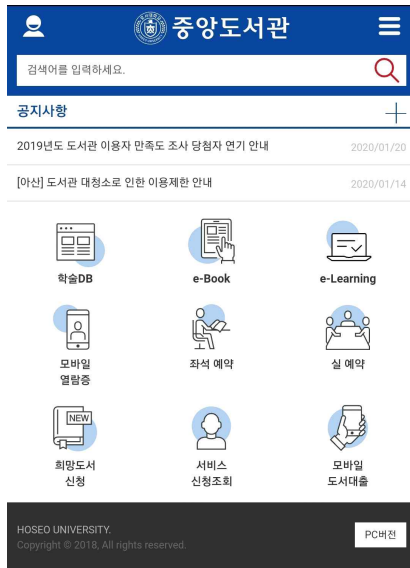 중앙도서관
검색어를 입력하세요.
공지사항
2019년도 도서관 이용자 만족도 조사 당첨자 연기 안내 2020/01/20
[아산] 도서관 대청소로 인한 이용제한 안내 2020/01/14
학술DB e-Book e-Learning
모바일
열람증
좌석 예약
실 예약
NEW
희망도서
신청
서비스
신청조회
모바일
도서대출
HOSEO UNIVERSITY.
Copyright © 2018, All rights reserved.
PC버전